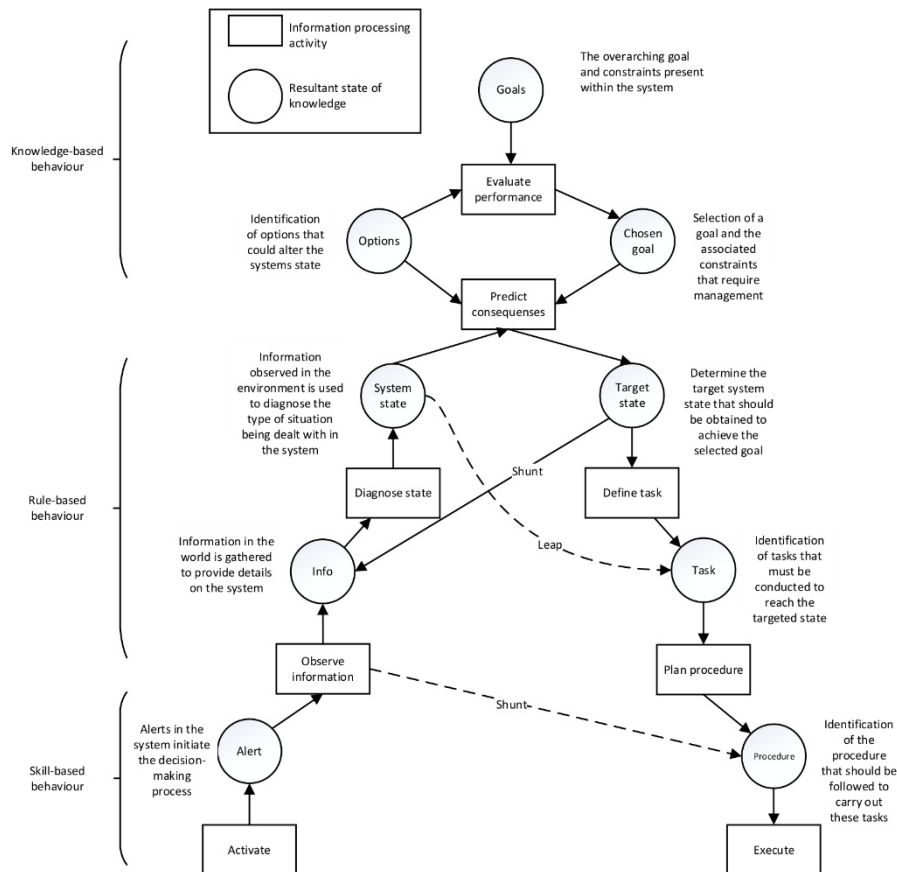 Information processing
activity
Resultant state of
knowledge
Knowledge-based
behaviour
Goals
The overarching goal
and constraints present
within the system
Evaluate
performance
Identification
of options that
could alter the
systems state
Options
Chosen
goal
Selection of a
goal and the
associated
constraints
that require
management
Predict
consequenses
Rule-based
behaviour
Information
observed in the
environment is used
to diagnose the
type of situation
being dealt with in
the system
System
state
Target
state
Determine the
target system
state that should
be obtained to
achieve the
selected goal
Shunt
Diagnose state
Define task
Leap
Information in the
world is gathered
to provide details
on the system
Info
Task
Identification
of tasks that
must be
conducted to
reach the
targeted state
Observe
information
Plan procedure
Shunt
Skill-based
behaviour
Alerts in the
system initiate
the decision-
making
process
Alert
Procedure
Identification
of the
procedure
that should be
followed to
carry out
these tasks
Activate
Execute